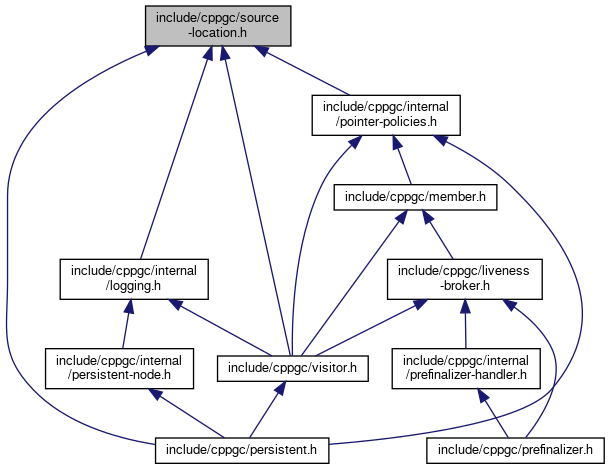 include/cppgc/source
-location.h
include/cppgc/internal
/pointer-policies.h
include/cppgc/member.h
include/cppgc/internal
/logging.h
include/cppgc/liveness
-broker.h
include/cppgc/internal
/persistent-node.h
include/cppgc/visitor.h
include/cppgc/internal
/prefinalizer-handler.h
include/cppgc/persistent.h
include/cppgc/prefinalizer.h